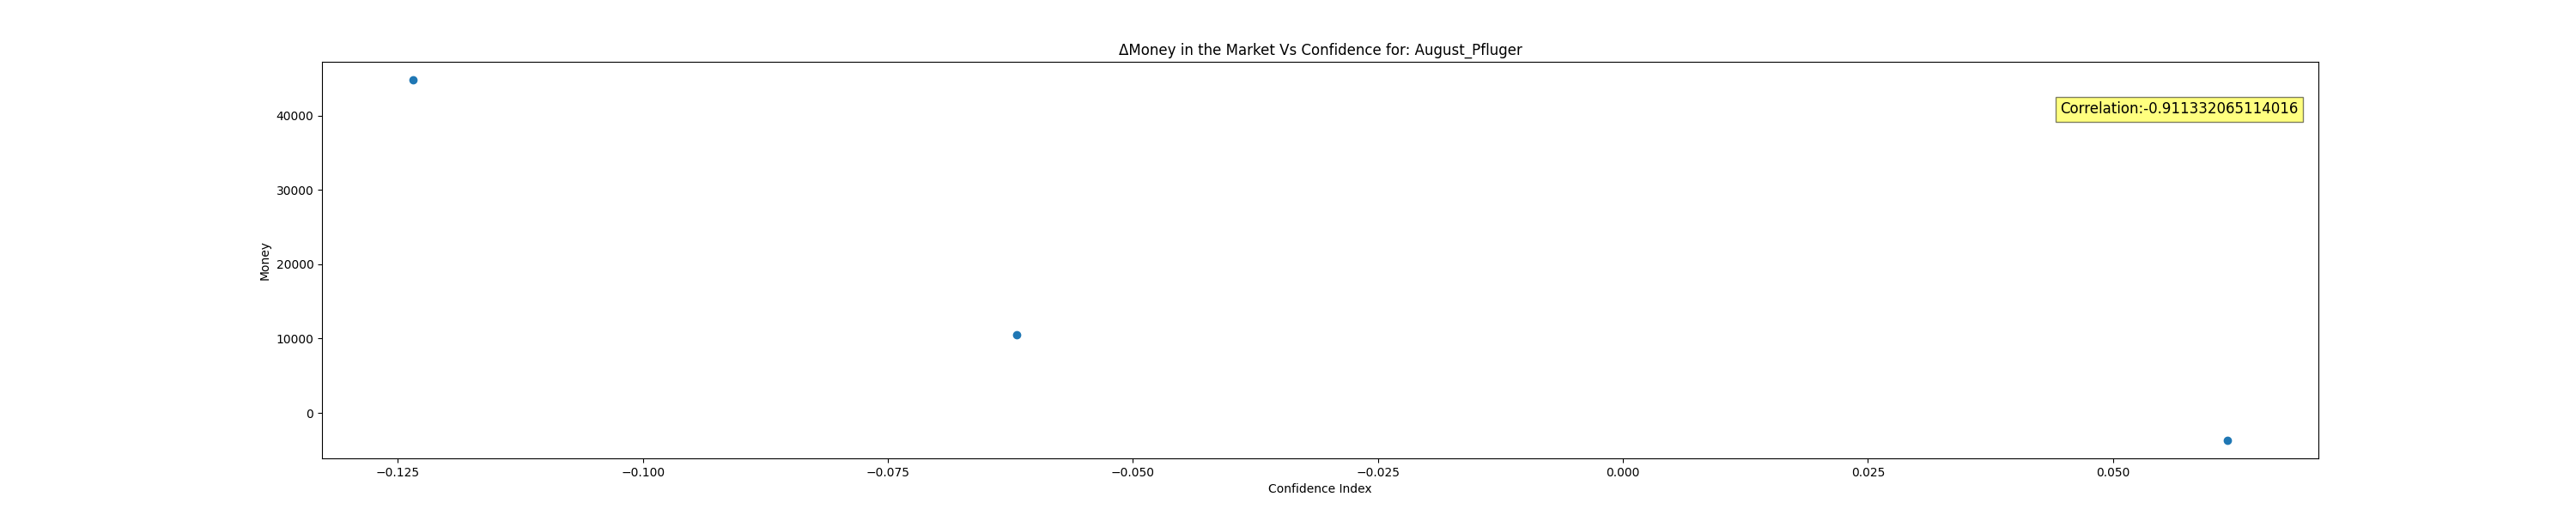 ΔMoney in the Market Vs Confidence for: August_Pfluger
Correlation:-0.911332065114016
40000
30000
20000
10000
0
Money
−0.125 −0.100 −0.075 −0.050 −0.025 0.000 0.025 0.050
Confidence Index